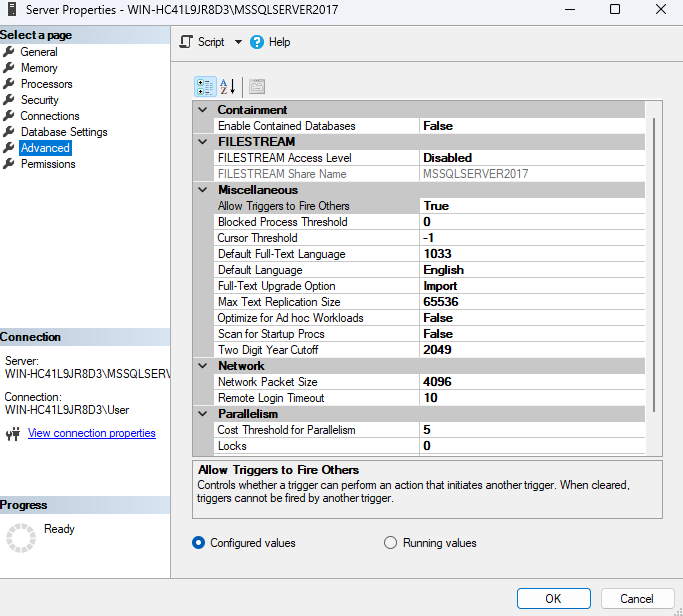 Server Properties - WIN-HC41L9JR8D3\MSSQLSERVER2017
Select a page
General
Memory
Processors
Security
Connections
Database Settings
Advanced
Permissions
Connection
Server:
WIN-HC41L9JR8D3\MSSQLSERV
Connection:
WIN-HC41L9JR8D3\User
View connection properties
Progress
Ready
Script
Help
Containment
Enable Contained Databases False
FILESTREAM
FILESTREAM Access Level Disabled
FILESTREAM Share Name MSSQLSERVER2017
Miscellaneous
Allow Triggers to Fire Others True
Blocked Process Threshold 0
Cursor Threshold -1
Default Full-Text Language 1033
Default Language English
Full-Text Upgrade Option Import
Max Text Replication Size 65536
Optimize for Ad hoc Workloads False
Scan for Startup Procs False
Two Digit Year Cutoff 2049
Network
Network Packet Size 4096
Remote Login Timeout 10
Parallelism
Cost Threshold for Parallelism 5
Locks 0
Allow Triggers to Fire Others
Controls whether a trigger can perform an action that initiates another trigger. When cleared,
triggers cannot be fired by another trigger.
Configured values
Running values
OK
Cancel